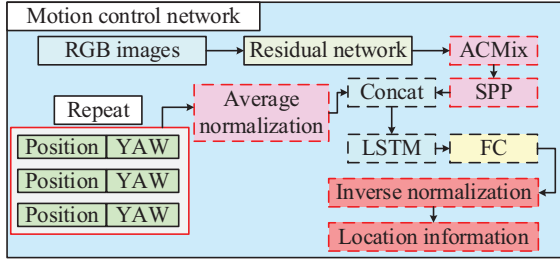 Motion control network
RGB images
Residual network
ACMix
Repeat
Average
normalization
Concat
SPP
Position YAW
Position YAW
Position YAW
LSTM
FC
Inverse normalization
Location information